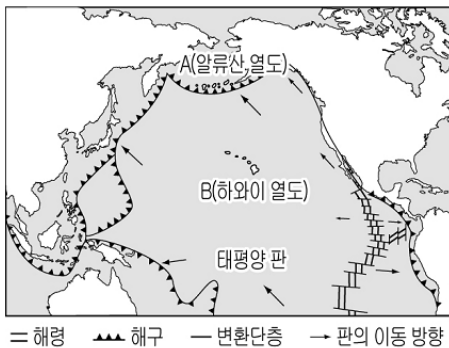 A(알류산 열도)
B(하와이 열도)
태평양 판
해령 해구 변환단층 판의 이동 방향